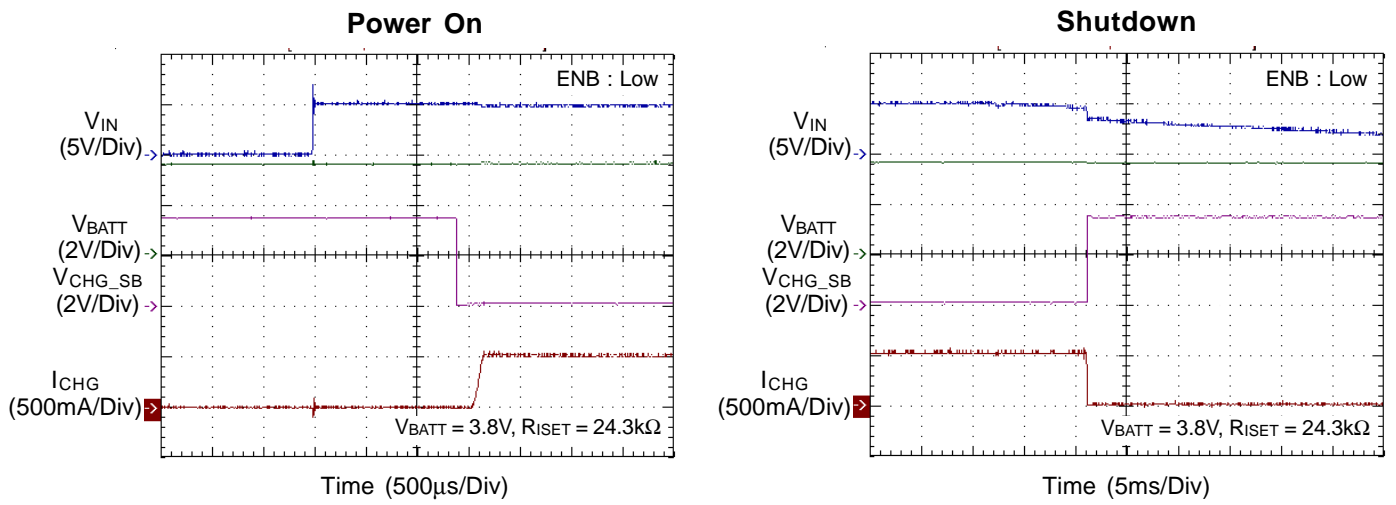 Power On
ENB : Low
VIN
(5V/Div)
VBATT
(2V/Div)
VCHG_SB
(2V/Div)
ICHG
(500mA/Div)
VBATT = 3.8V, RISET = 24.3kΩ
Time (500μs/Div)
Shutdown
ENB : Low
VIN
(5V/Div)
VBATT
(2V/Div)
VCHG_SB
(2V/Div)
ICHG
(500mA/Div)
VBATT = 3.8V, RISET = 24.3kΩ
Time (5ms/Div)